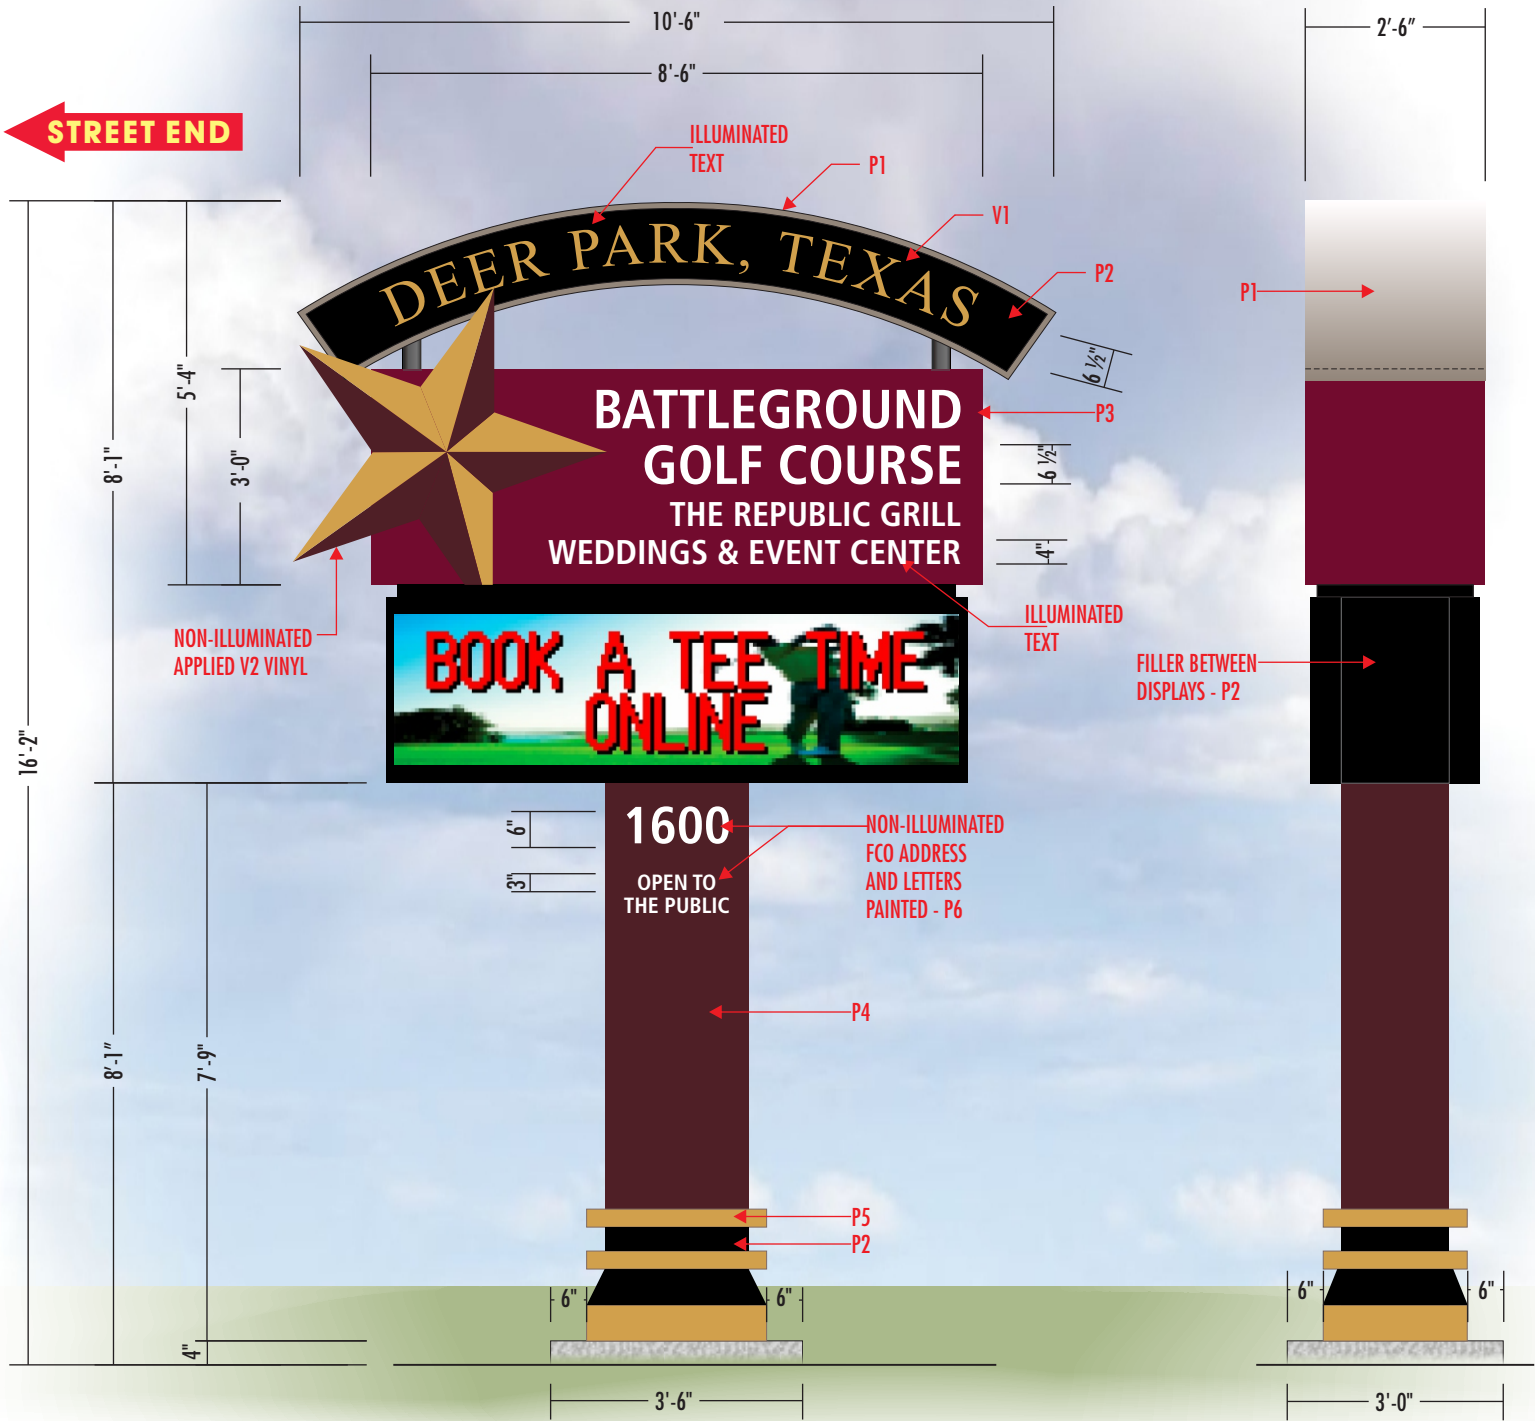 10'-6"
2'-6"
8'-6"
STREET END
ILLUMINATED
TEXT
P1
V1
P2
P1
DEER PARK, TEXAS
6 ½"
5'-4"
8'-1"
3'-0"
BATTLEGROUND
GOLF COURSE
THE REPUBLIC GRILL
WEDDINGS & EVENT CENTER
P3
6 ½"
4"
ILLUMINATED
TEXT
NON-ILLUMINATED
APPLIED V2 VINYL
FILLER BETWEEN
DISPLAYS - P2
BOOK A TEE TIME
ONLINE
16'-2"
1600
6"
OPEN TO
THE PUBLIC
3"
NON-ILLUMINATED
FCO ADDRESS
AND LETTERS
PAINTED - P6
P4
8'-1"
7'-9"
P5
P2
6"
6"
6"
6"
4"
3'-6"
3'-0"